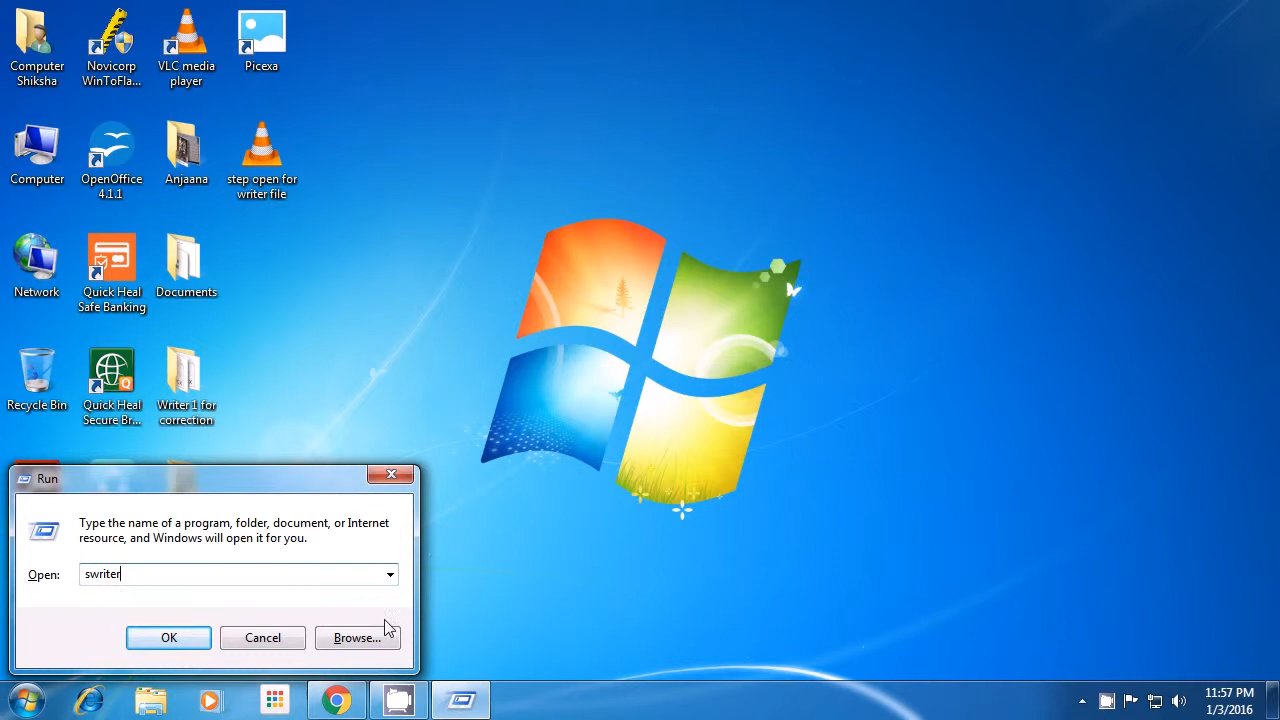 Computer
Shiksha
Novicorp
WinToFla...
VLC media
player
Picexa
Computer
OpenOffice
4.1.1
Anjaana
step open for
writer file
Network
Quick Heal
Safe Banking
Documents
Recycle Bin
Quick Heal
Secure Br...
Writer 1 for
correction
Run
Type the name of a program, folder, document, or Internet
resource, and Windows will open it for you.
Open: swriter
OK Cancel Browse...
11:57 PM
1/3/2016